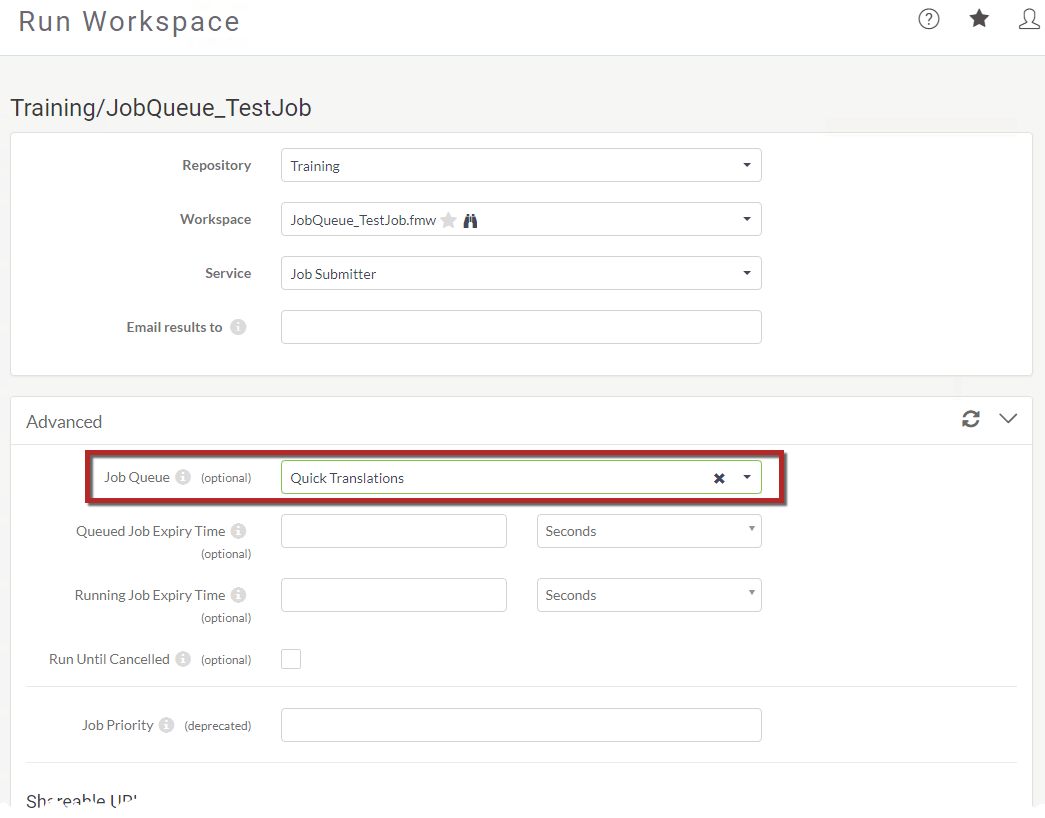 Run Workspace
Training/JobQueue_TestJob
Repository Training
Workspace JobQueue_TestJob.fmw
Service Job Submitter
Email results to
Advanced
Job Queue (optional) Quick Translations
Queued Job Expiry Time Seconds
(optional)
Running Job Expiry Time Seconds
(optional)
Run Until Cancelled (optional)
Job Priority (deprecated)
Shareable URL